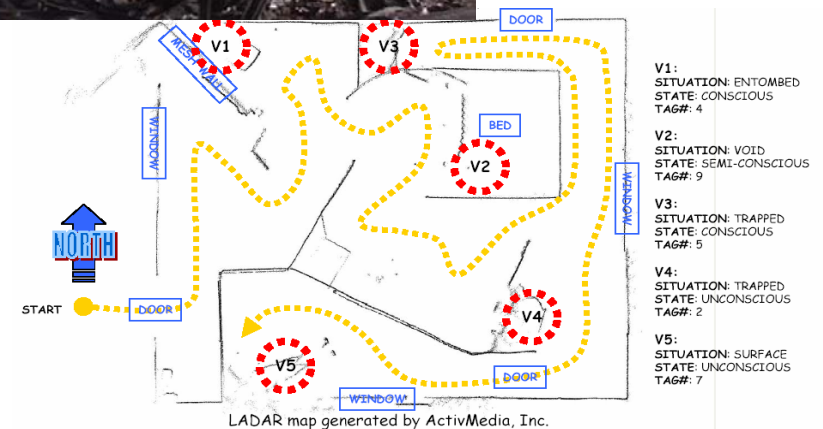 DOOR
V1
V3
MESH WALL
WINDOW
BED
V2
WINDOW
NORTH
START
DOOR
V4
V5
DOOR
WINDOW
LADAR map generated by ActivMedia, Inc.
V1:
SITUATION: ENTOMBED
STATE: CONSCIOUS
TAG#: 4
V2:
SITUATION: VOID
STATE: SEMI-CONSCIOUS
TAG#: 9
V3:
SITUATION: TRAPPED
STATE: CONSCIOUS
TAG#: 5
V4:
SITUATION: TRAPPED
STATE: UNCONSCIOUS
TAG#: 2
V5:
SITUATION: SURFACE
STATE: UNCONSCIOUS
TAG#: 7